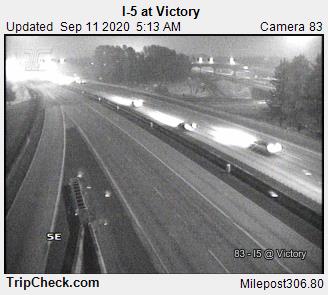 I-5 at Victory
Updated Sep 11 2020 5:13 AM
Camera 83
SE
83 - I5 @ Victory
TripCheck.com
Milepost306.80